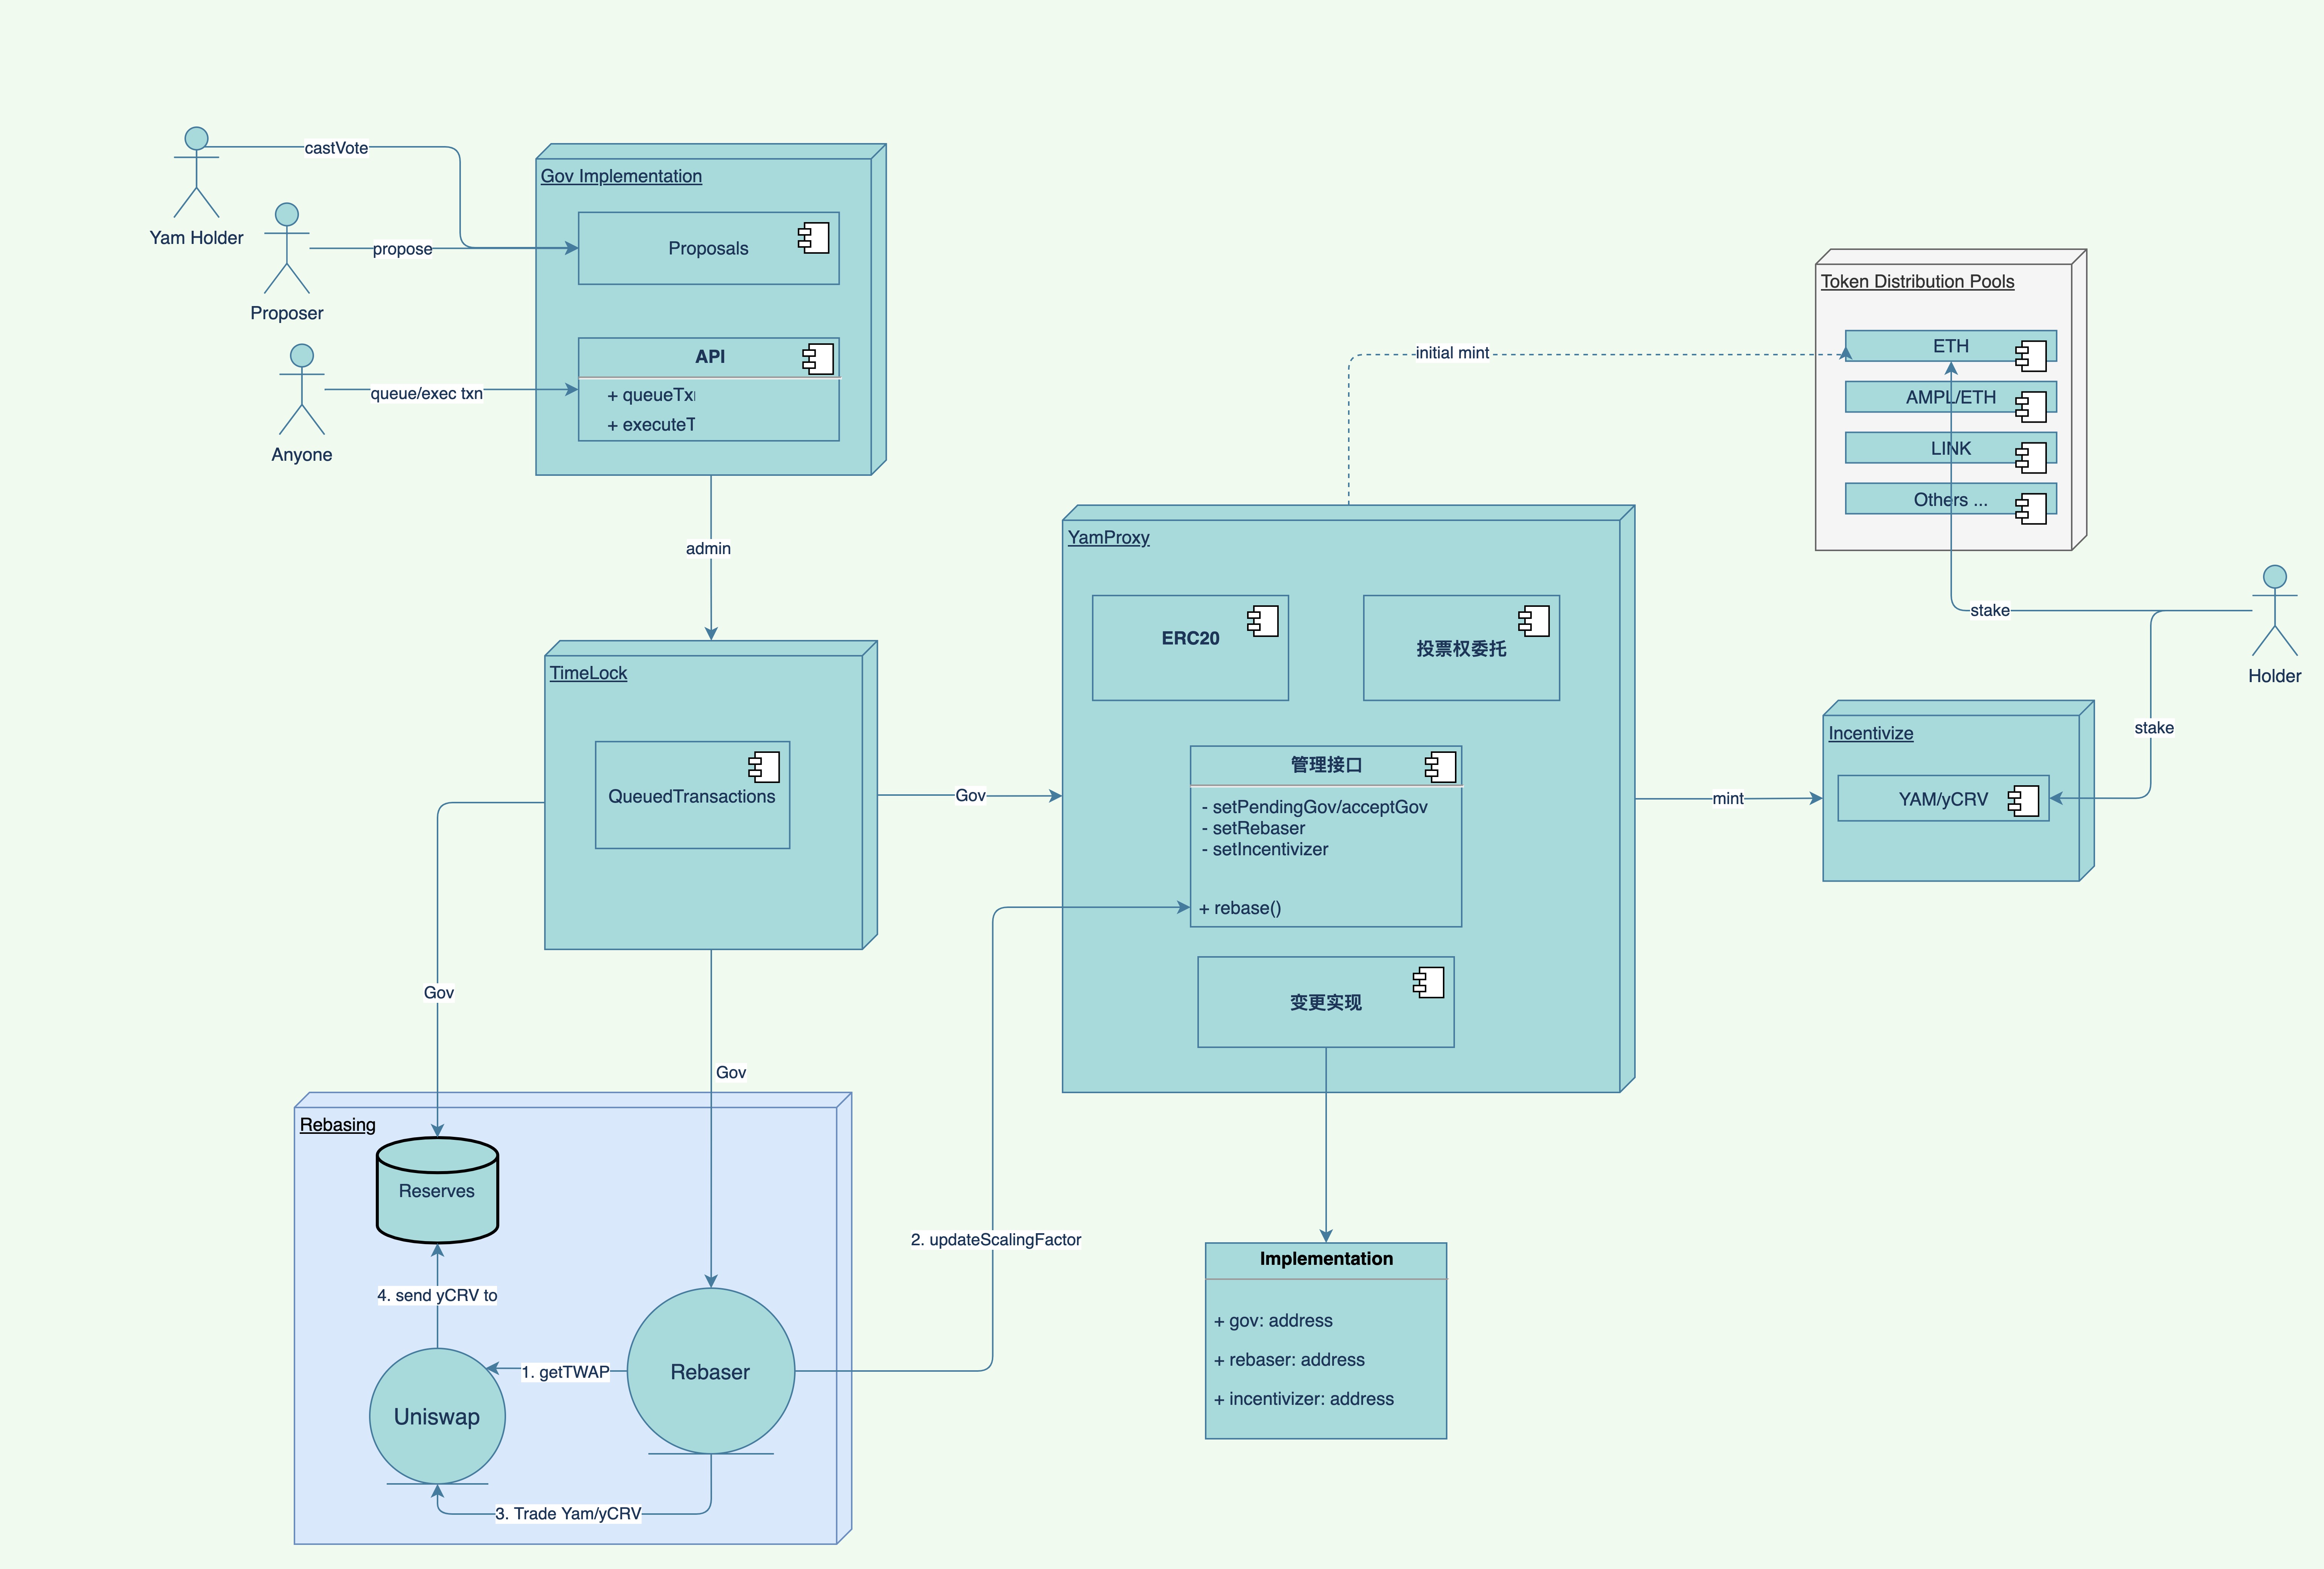 castVote
Yam Holder
propose
Proposer
queue/exec txn
Anyone
Gov Implementation
Proposals
API
+ queueTx
+ executeT
admin
TimeLock
QueuedTransactions
Gov
Gov
Gov
Rebasing
Reserves
4. send yCRV to
1. getTWAP
Rebaser
Uniswap
3. Trade Yam/yCRV
2. updateScalingFactor
initial mint
YamProxy
ERC20
投票权委托
管理接口
- setPendingGov/acceptGov
- setRebaser
- setIncentivizer
+ rebase()
变更实现
Implementation
+ gov: address
+ rebaser: address
+ incentivizer: address
mint
Token Distribution Pools
ETH
AMPL/ETH
LINK
Others ...
stake
Holder
stake
Incentivize
YAM/yCRV